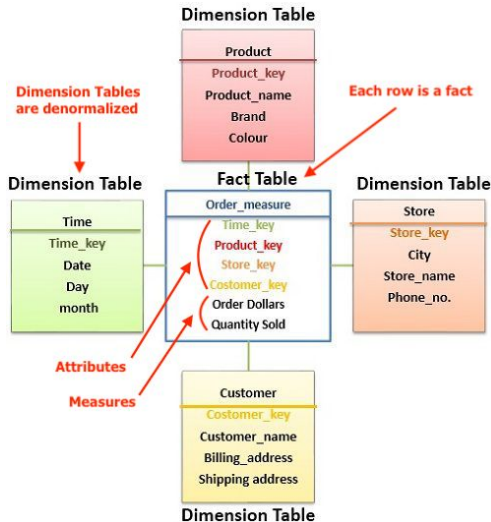 Dimension Table
Product
Product_key
Product_name
Brand
Colour
Dimension Tables
are denormalized
Each row is a fact
Dimension Table
Time
Time_key
Date
Day
month
Fact Table
Order_measure
Time_key
Product_key
Store_key
Costomer_key
Order Dollars
Quantity Sold
Dimension Table
Store
Store_key
City
Store_name
Phone_no.
Attributes
Measures
Customer
Costomer_key
Customer_name
Billing_address
Shipping address
Dimension Table